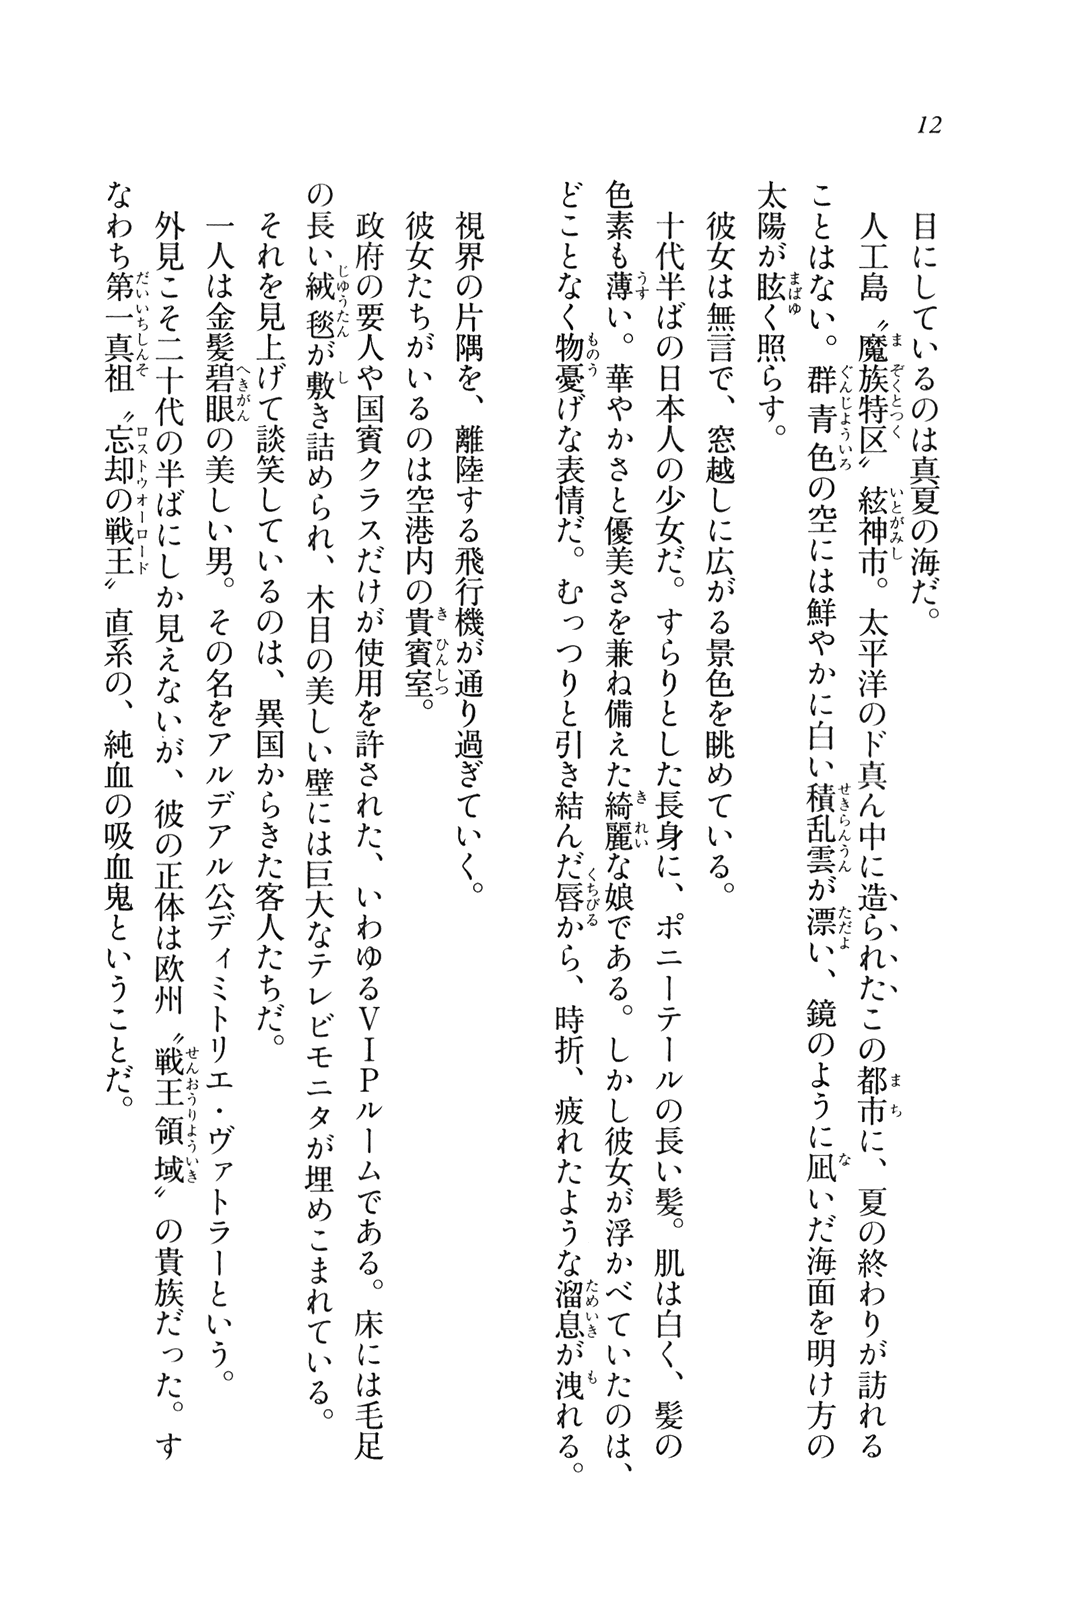 12
目にしているのは真夏の海だ。
人工島〝魔族特区〟絃神市。太平洋のド真ん中に造られたこの都市に、夏の終わりが訪れる
ことはない。群青色の空には鮮やかに白い積乱雲が漂い、鏡のように凪いだ海面を明け方の
太陽が眩く照らす。
彼女は無言で、窓越しに広がる景色を眺めている。
十代半ばの日本人の少女だ。すらりとした長身に、ポニーテールの長い髪。肌は白く、髪の
色素も薄い。華やかさと優美さを兼ね備えた綺麗な娘である。しかし彼女が浮かべていたのは、
どことなく物憂げな表情だ。むっつりと引き結んだ唇から、時折、疲れたような溜息が洩れる。
視界の片隅を、離陸する飛行機が通り過ぎていく。
彼女たちがいるのは空港内の貴賓室。
政府の要人や国賓クラスだけが使用を許された、いわゆるＶＩＰルームである。床には毛足
の長い絨毯が敷き詰められ、木目の美しい壁には巨大なテレビモニタが埋めこまれている。
それを見上げて談笑しているのは、異国からきた客人たちだ。
一人は金髪碧眼の美しい男。その名をアルデアル公ディミトリエ・ヴァトラーという。
外見こそ二十代の半ばにしか見えないが、彼の正体は欧州〝戦王領域〟の貴族だった。す
なわち第一真祖〝忘却の戦王〟直系の、純血の吸血鬼ということだ。